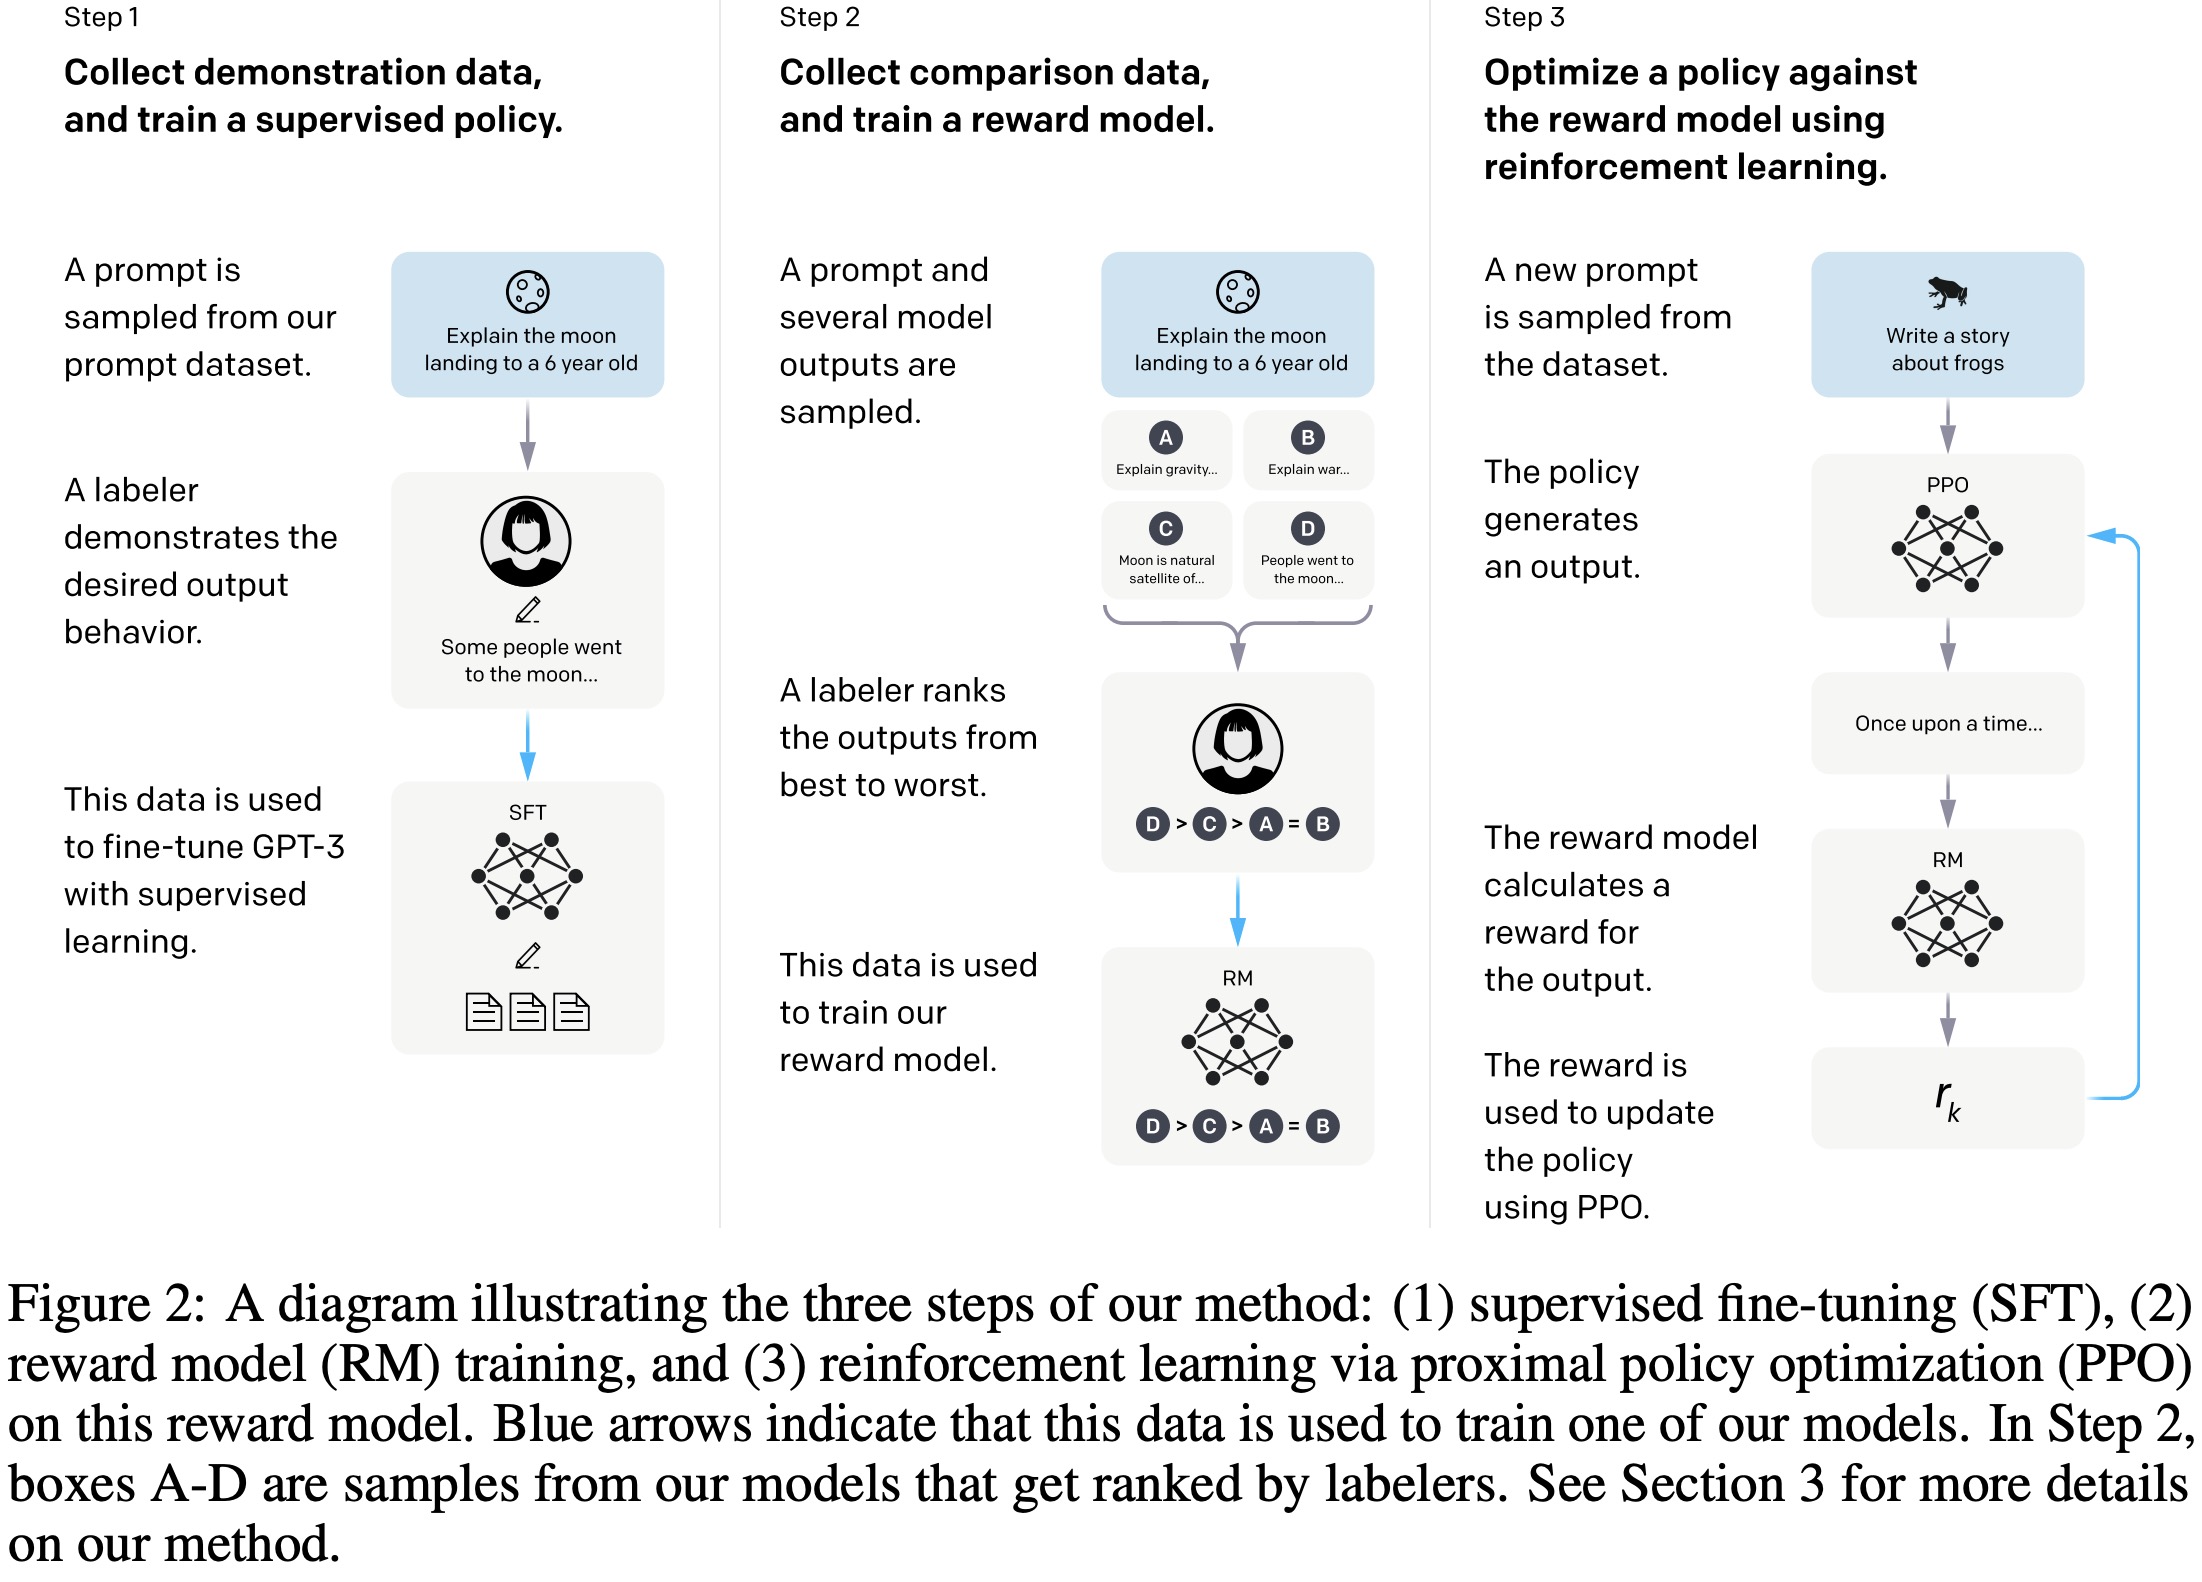 Step 1
Collect demonstration data,
and train a supervised policy.
A prompt is
sampled from our
prompt dataset.
Explain the moon
landing to a 6 year old
A labeler
demonstrates the
desired output
behavior.
Some people went
to the moon...
This data is used
to fine-tune GPT-3
with supervised
learning.
SFT
Step 2
Collect comparison data,
and train a reward model.
A prompt and
several model
outputs are
sampled.
Explain the moon
landing to a 6 year old
A
Explain gravity...
B
Explain war...
C
Moon is natural
satellite of...
D
People went to
the moon...
A labeler ranks
the outputs from
best to worst.
D > C > A = B
This data is used
to train our
reward model.
RM
D > C > A = B
Step 3
Optimize a policy against
the reward model using
reinforcement learning.
A new prompt
is sampled from
the dataset.
Write a story
about frogs
The policy
generates
an output.
PPO
Once upon a time...
The reward model
calculates a
reward for
the output.
RM
The reward is
used to update
the policy
using PPO.
r_k
Figure 2: A diagram illustrating the three steps of our method: (1) supervised fine-tuning (SFT), (2)
reward model (RM) training, and (3) reinforcement learning via proximal policy optimization (PPO)
on this reward model. Blue arrows indicate that this data is used to train one of our models. In Step 2,
boxes A-D are samples from our models that get ranked by labelers. See Section 3 for more details
on our method.